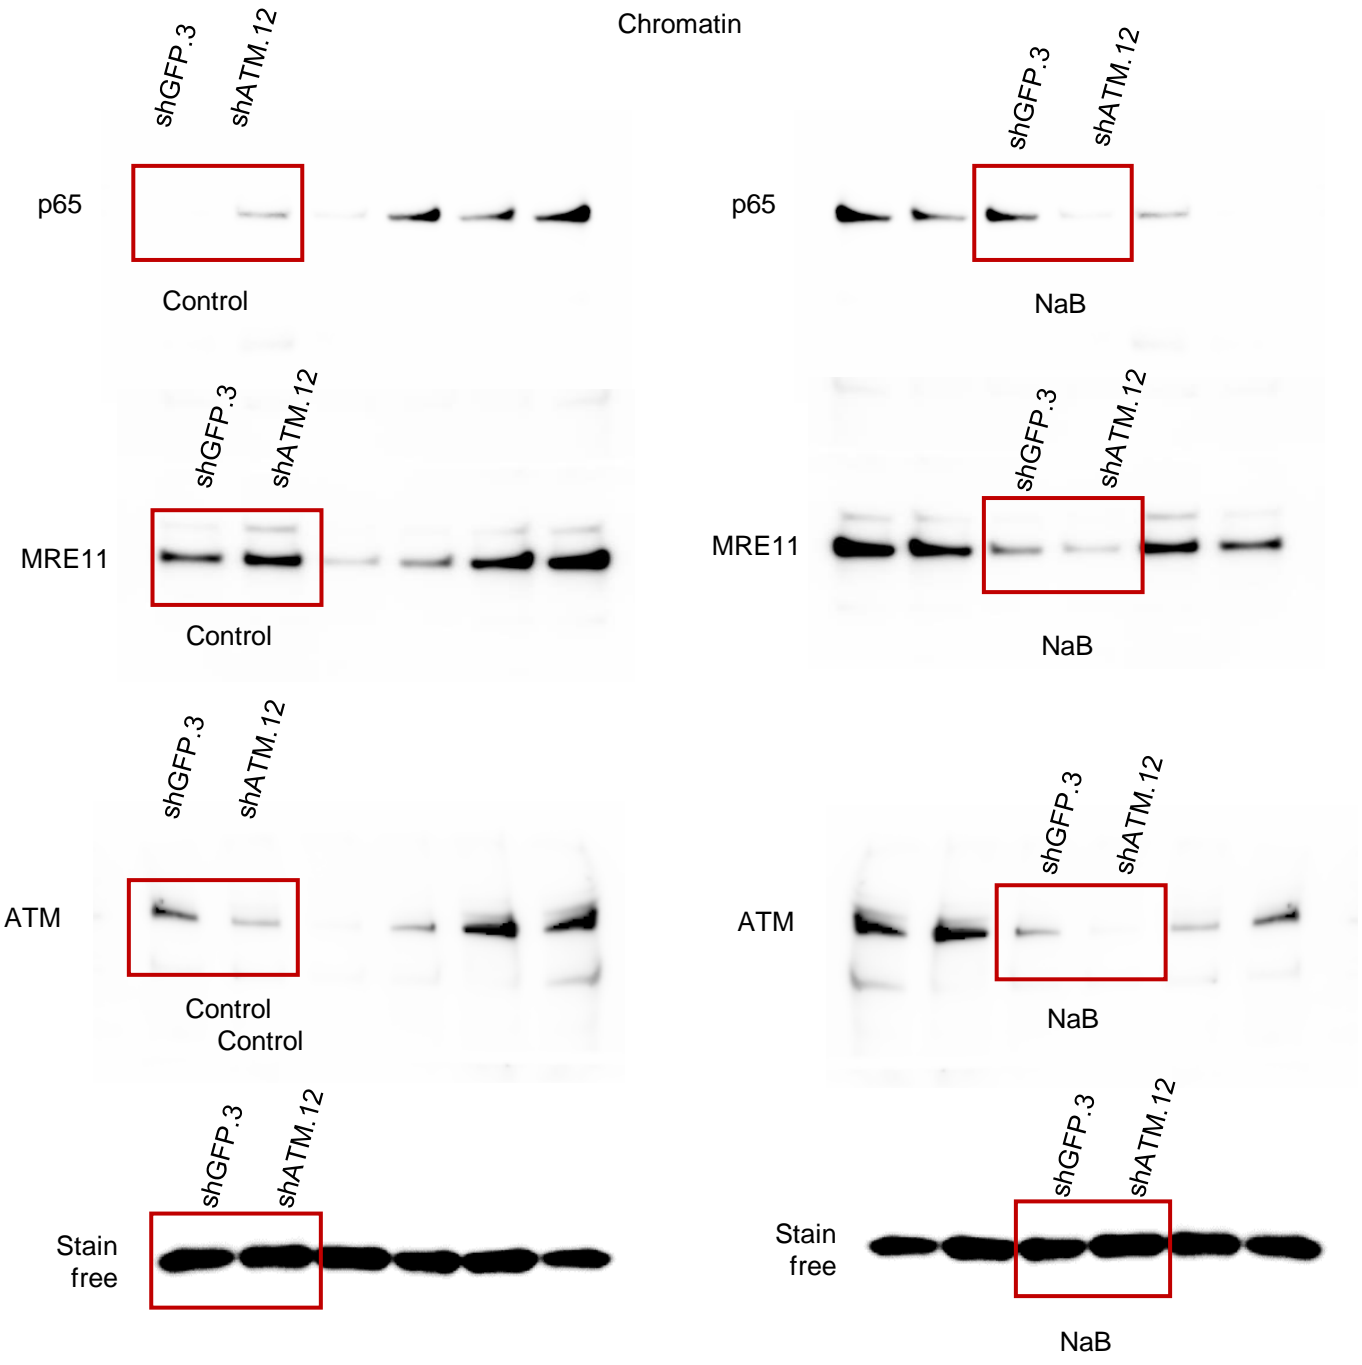 Chromatin
shGFP.3
shATM.12
shGFP.3
shATM.12
p65
p65
Control
NaB
shGFP.3
shATM.12
shGFP.3
shATM.12
MRE11
MRE11
Control
NaB
shGFP.3
shATM.12
shGFP.3
shATM.12
ATM
ATM
Control
Control
NaB
shGFP.3
shATM.12
shGFP.3
shATM.12
Stain
free
Stain
free
NaB